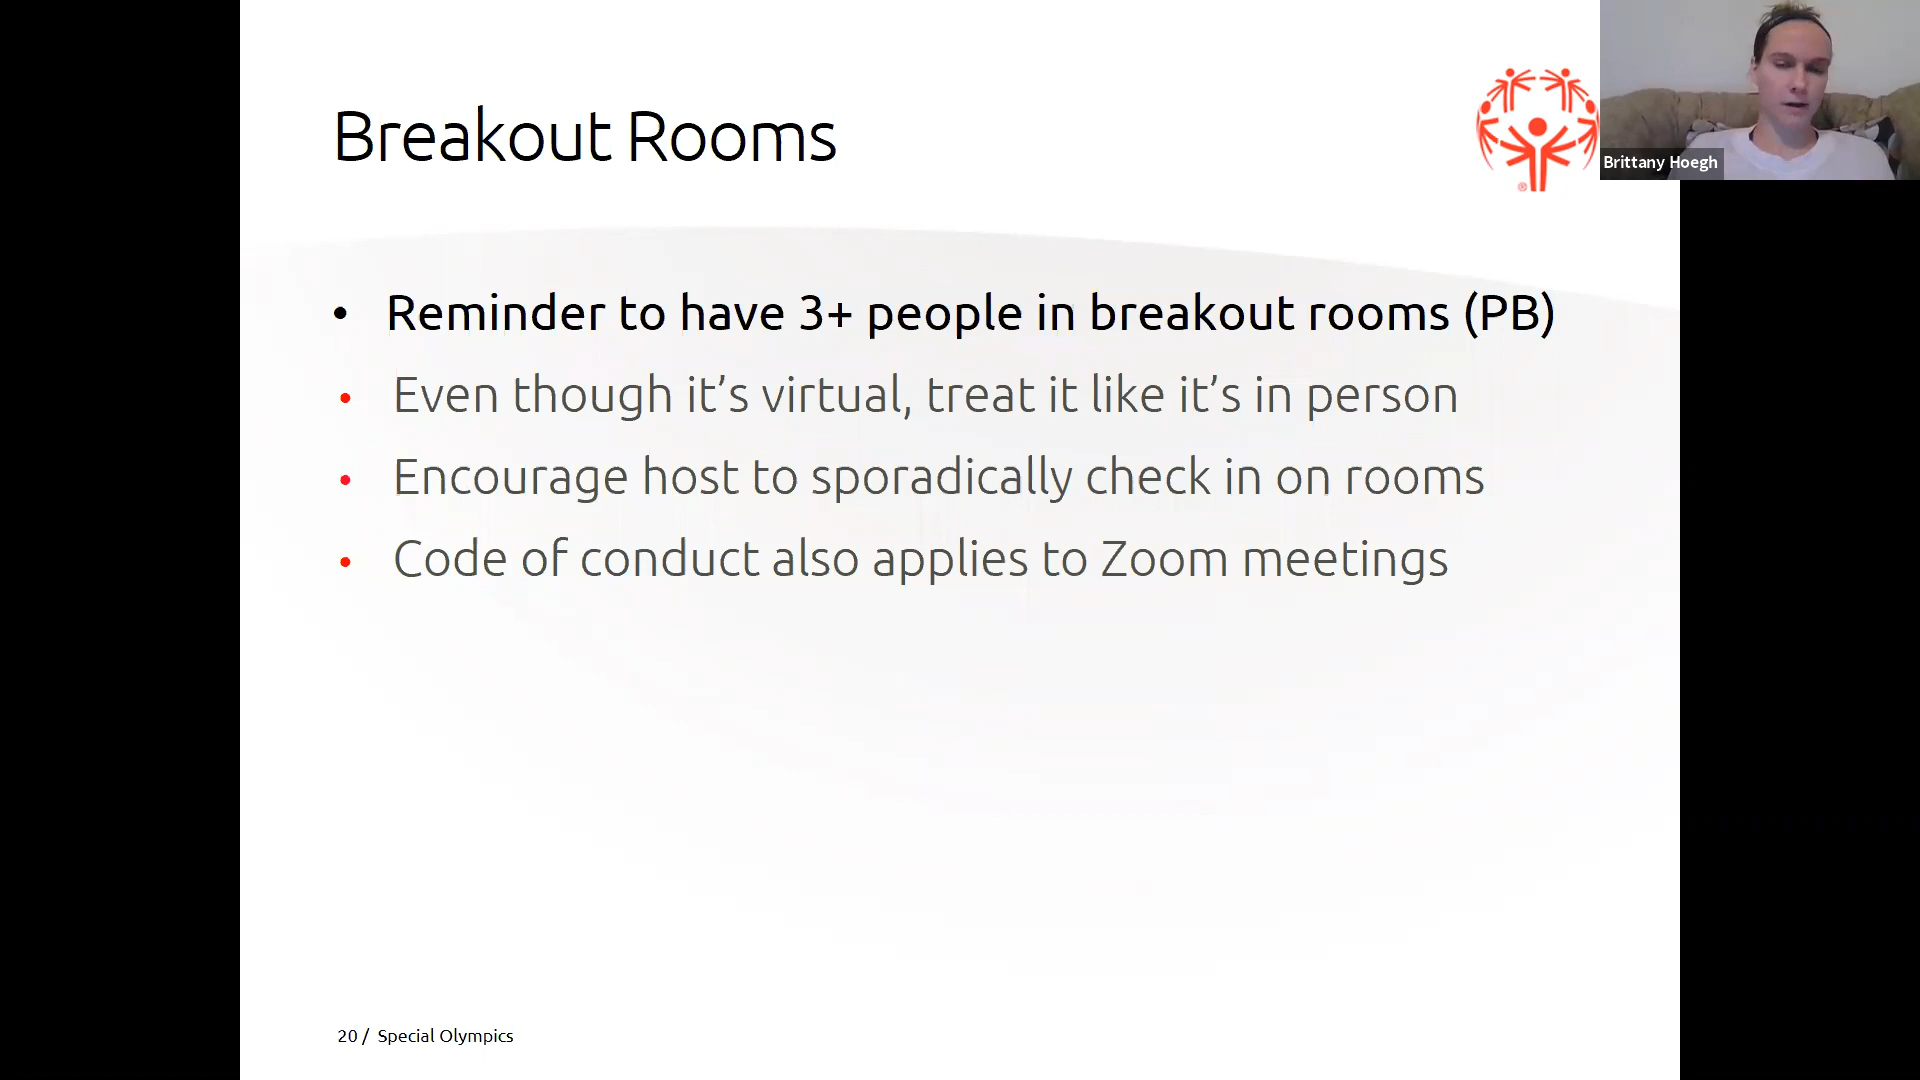 Breakout Rooms
Brittany Hoegh
• Reminder to have 3+ people in breakout rooms (PB)
• Even though it’s virtual, treat it like it’s in person
• Encourage host to sporadically check in on rooms
• Code of conduct also applies to Zoom meetings
20 / Special Olympics
®